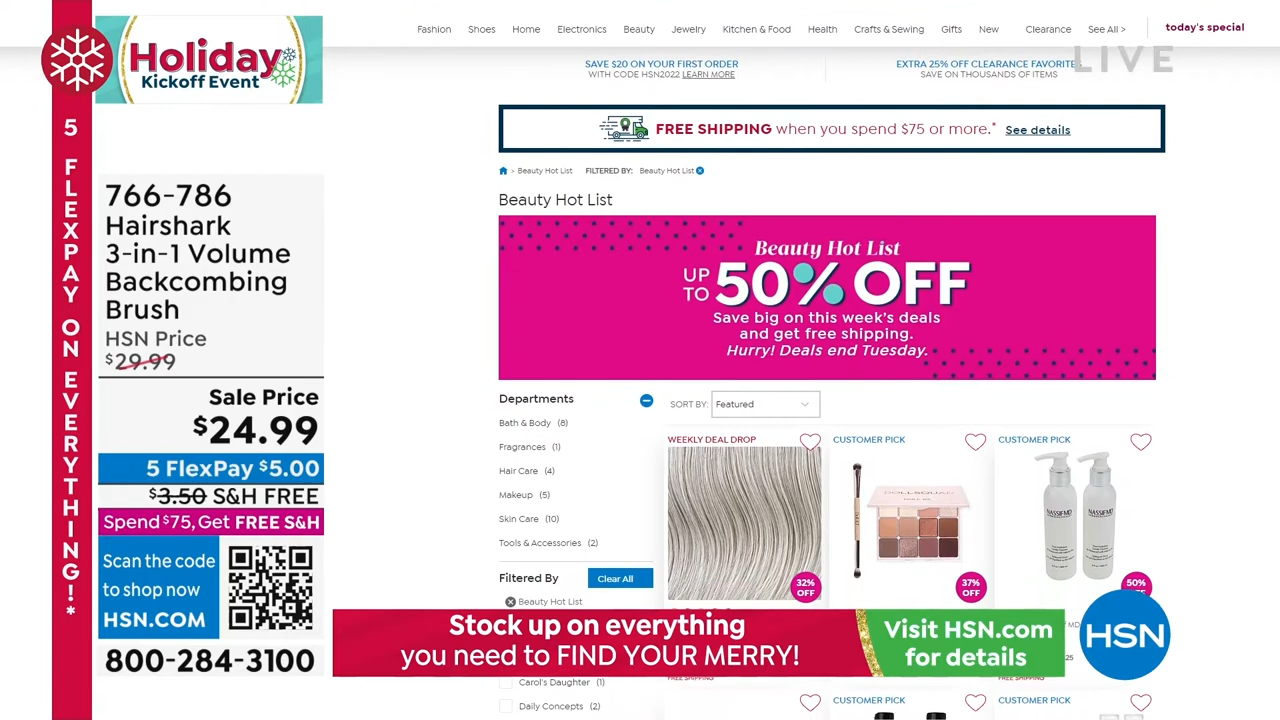 Holiday
Kickoff Event
5 FLEXPAY ON EVERYTHING!*
766-786
Hairshark
3-in-1 Volume
Backcombing
Brush
HSN Price
$29.99
Sale Price
$24.99
5 FlexPay $5.00
$3.50 S&H FREE
Spend $75, Get FREE S&H
Scan the code
to shop now
HSN.COM
800-284-3100
Fashion Shoes Home Electronics Beauty Jewelry Kitchen & Food Health Crafts & Sewing Gifts New Clearance See All > today's special
LIVE
SAVE $20 ON YOUR FIRST ORDER
WITH CODE HSN2022 LEARN MORE
EXTRA 25% OFF CLEARANCE FAVORITES
SAVE ON THOUSANDS OF ITEMS
FREE SHIPPING when you spend $75 or more.* See details
> Beauty Hot List FILTERED BY: Beauty Hot List
Beauty Hot List
Beauty Hot List
UP TO 50% OFF
Save big on this week's deals
and get free shipping.
Hurry! Deals end Tuesday.
Departments
Bath & Body (8)
Fragrances (1)
Hair Care (4)
Makeup (5)
Skin Care (10)
Tools & Accessories (2)
Filtered By Clear All
Beauty Hot List
SORT BY: Featured
WEEKLY DEAL DROP
32% OFF
CUSTOMER PICK
37% OFF
CUSTOMER PICK
NASSIFMD
NASSIFMD
50%
Stock up on everything
you need to FIND YOUR MERRY!
Visit HSN.com
for details
HSN
Carol's Daughter (1)
Daily Concepts (2)
CUSTOMER PICK
CUSTOMER PICK